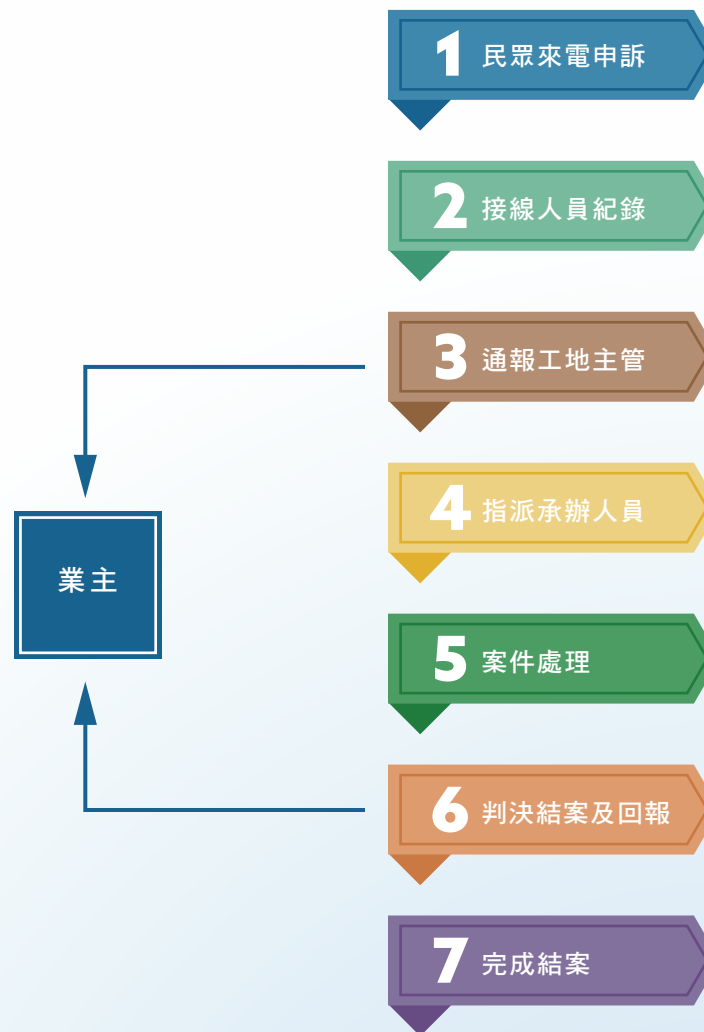 1 民眾來電申訴
2 接線人員紀錄
3 通報工地主管
4 指派承辦人員
業主
5 案件處理
6 判決結案及回報
7 完成結案